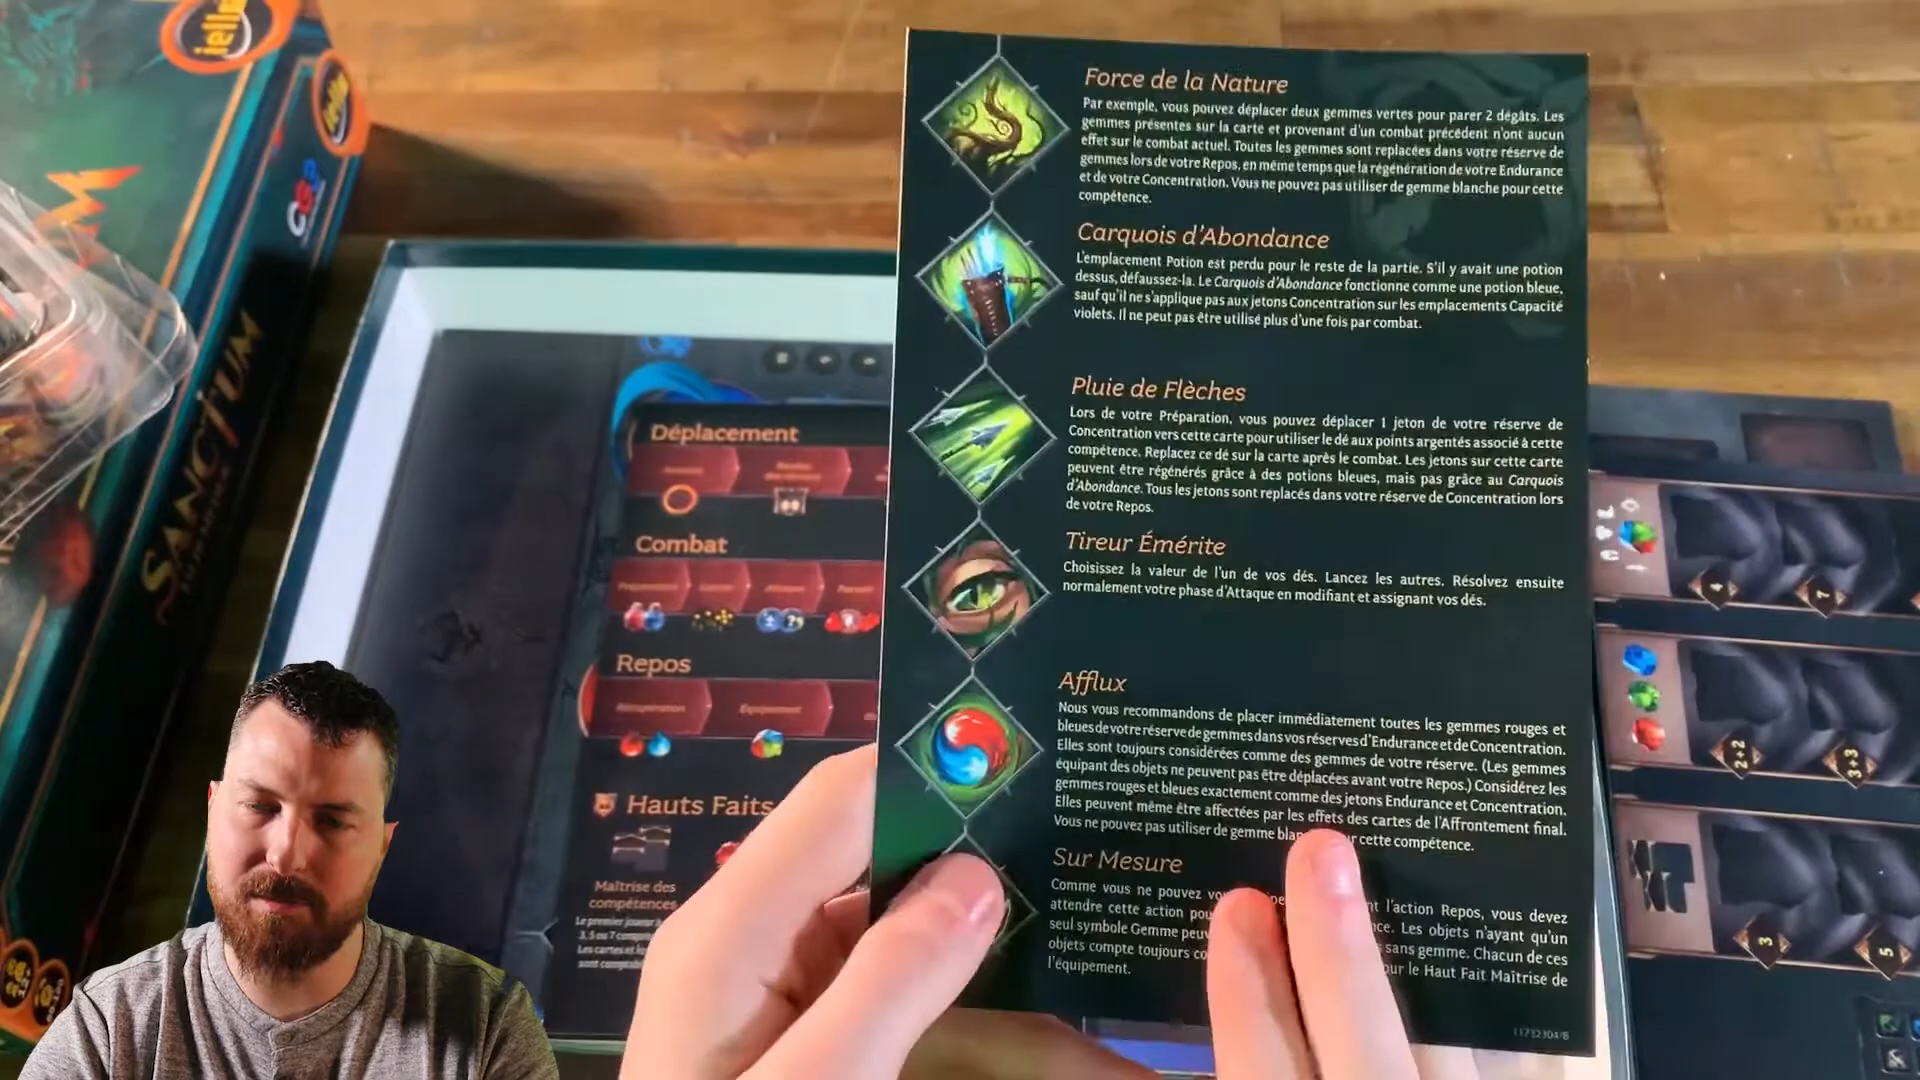 iello
iello
CGE
SANCTUM
Force de la Nature
Par exemple, vous pouvez déplacer deux gemmes vertes pour parer 2 dégâts. Les
gemmes présentes sur la carte et provenant d'un combat précédent n'ont aucun
effet sur le combat actuel. Toutes les gemmes sont replacées dans votre réserve de
gemmes lors de votre Repos, en même temps que la régénération de votre Endurance
et de votre Concentration. Vous ne pouvez pas utiliser de gemme blanche pour cette
compétence.
Carquois d'Abondance
L'emplacement Potion est perdu pour le reste de la partie. S'il y avait une potion
dessus, défaussez-la. Le Carquois d'Abondance fonctionne comme une potion bleue,
sauf qu'il ne s'applique pas aux jetons Concentration sur les emplacements Capacité
violets. Il ne peut pas être utilisé plus d'une fois par combat.
Pluie de Flèches
Lors de votre Préparation, vous pouvez déplacer 1 jeton de votre réserve de
Concentration vers cette carte pour utiliser le dé aux points argentés associé à cette
compétence. Replacez ce dé sur la carte après le combat. Les jetons sur cette carte
peuvent être régénérés grâce à des potions bleues, mais pas grâce au Carquois
d'Abondance. Tous les jetons sont replacés dans votre réserve de Concentration lors
de votre Repos.
Tireur Émérite
Choisissez la valeur de l'un de vos dés. Lancez les autres. Résolvez ensuite
normalement votre phase d'Attaque en modifiant et assignant vos dés.
Afflux
Nous vous recommandons de placer immédiatement toutes les gemmes rouges et
bleues de votre réserve de gemmes dans vos réserves d'Endurance et de Concentration.
Elles sont toujours considérées comme des gemmes de votre réserve. (Les gemmes
équipant des objets ne peuvent pas être déplacées avant votre Repos.) Considérez les
gemmes rouges et bleues exactement comme des jetons Endurance et Concentration.
Elles peuvent même être affectées par les effets des cartes de l'Affrontement final.
Vous ne pouvez pas utiliser de gemme cette compétence.
Sur Mesure
Comme vous ne pouvez l'action Repos, vous devez
attendre cette action Les objets n'ayant qu'un
seul symbole Gemme sans gemme. Chacun de ces
objets compte toujours le Haut Fait Maîtrise de
l'équipement.
Déplacement
Combat
Repos
Récupération Équipement
Hauts Faits
Maîtrise des
compétences
Le premier joueur
4 7
2+2 3+3
3 5